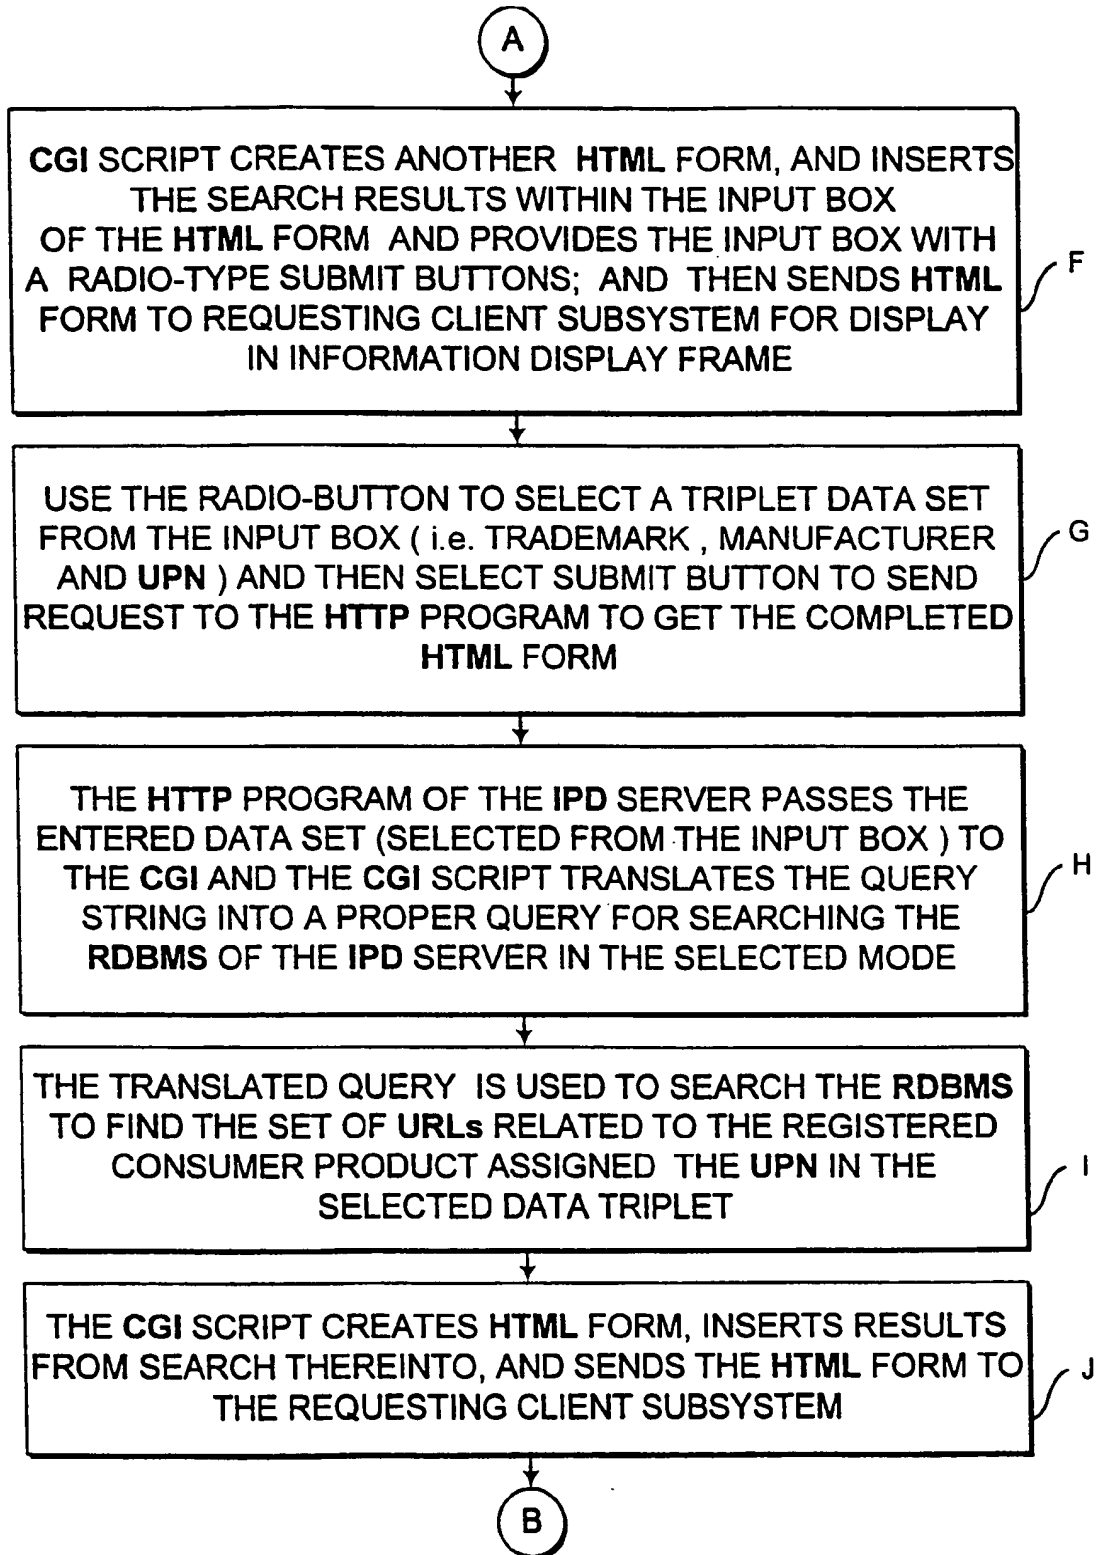 A
CGI SCRIPT CREATES ANOTHER HTML FORM, AND INSERTS
THE SEARCH RESULTS WITHIN THE INPUT BOX
OF THE HTML FORM AND PROVIDES THE INPUT BOX WITH
A RADIO-TYPE SUBMIT BUTTONS; AND THEN SENDS HTML
FORM TO REQUESTING CLIENT SUBSYSTEM FOR DISPLAY
IN INFORMATION DISPLAY FRAME
F
USE THE RADIO-BUTTON TO SELECT A TRIPLET DATA SET
FROM THE INPUT BOX ( i.e. TRADEMARK , MANUFACTURER
AND UPN ) AND THEN SELECT SUBMIT BUTTON TO SEND
REQUEST TO THE HTTP PROGRAM TO GET THE COMPLETED
HTML FORM
G
THE HTTP PROGRAM OF THE IPD SERVER PASSES THE
ENTERED DATA SET (SELECTED FROM THE INPUT BOX ) TO
THE CGI AND THE CGI SCRIPT TRANSLATES THE QUERY
STRING INTO A PROPER QUERY FOR SEARCHING THE
RDBMS OF THE IPD SERVER IN THE SELECTED MODE
H
THE TRANSLATED QUERY IS USED TO SEARCH THE RDBMS
TO FIND THE SET OF URLs RELATED TO THE REGISTERED
CONSUMER PRODUCT ASSIGNED THE UPN IN THE
SELECTED DATA TRIPLET
I
THE CGI SCRIPT CREATES HTML FORM, INSERTS RESULTS
FROM SEARCH THEREINTO, AND SENDS THE HTML FORM TO
THE REQUESTING CLIENT SUBSYSTEM
J
B